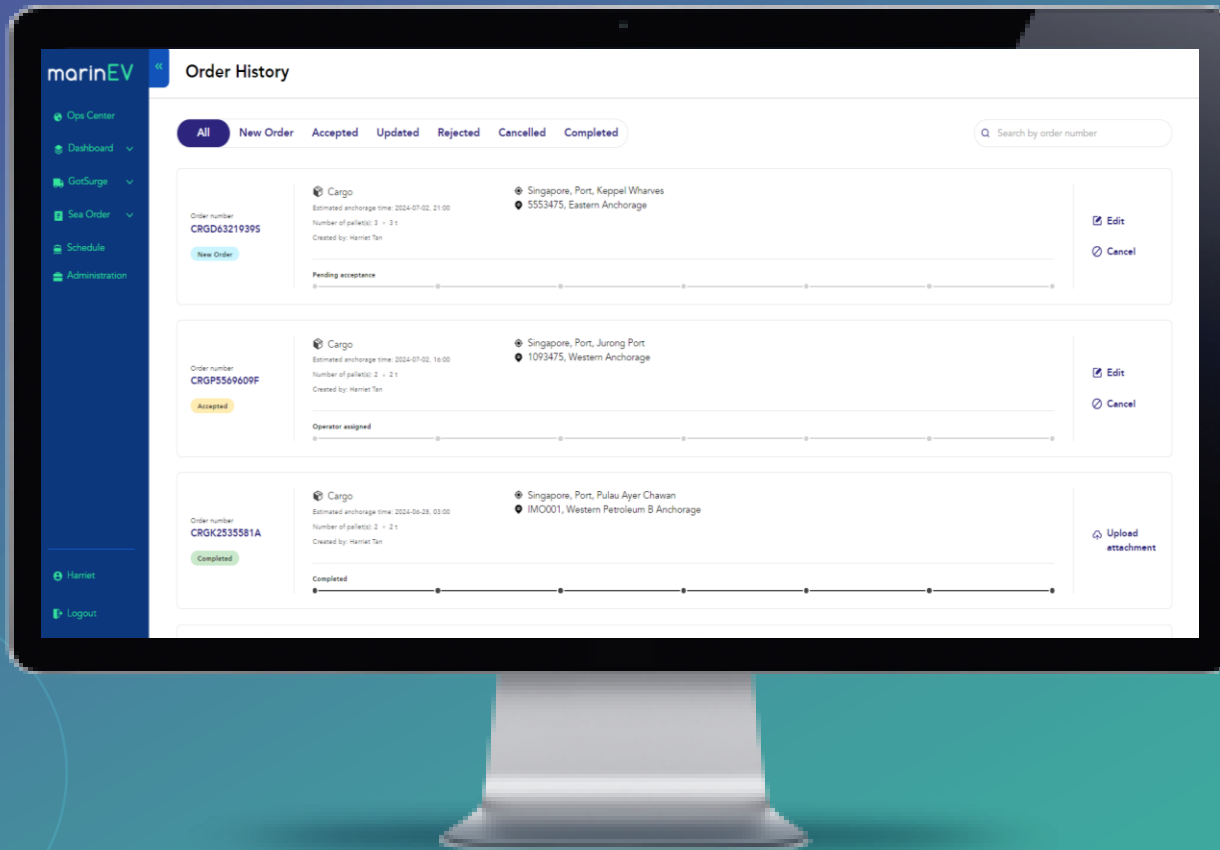 marinEV
«
Order History
Ops Center
Dashboard
GotSurge
Sea Order
Schedule
Administration
Harriet
Logout
All New Order Accepted Updated Rejected Cancelled Completed
Search by order number
Order number
CRGD6321939S
New Order
Cargo
Estimated anchorage time: 2024-07-02, 21:00
Number of pallet(s): 3 • 3 t
Created by: Harriet Tan
Singapore, Port, Keppel Wharves
5553475, Eastern Anchorage
Pending acceptance
Edit
Cancel
Order number
CRGP5569609F
Accepted
Cargo
Estimated anchorage time: 2024-07-02, 16:00
Number of pallet(s): 2 • 2 t
Created by: Harriet Tan
Singapore, Port, Jurong Port
1093475, Western Anchorage
Operator assigned
Edit
Cancel
Order number
CRGK2535581A
Completed
Cargo
Estimated anchorage time: 2024-06-28, 03:00
Number of pallet(s): 2 • 2 t
Created by: Harriet Tan
Singapore, Port, Pulau Ayer Chawan
IMO001, Western Petroleum B Anchorage
Completed
Upload
attachment